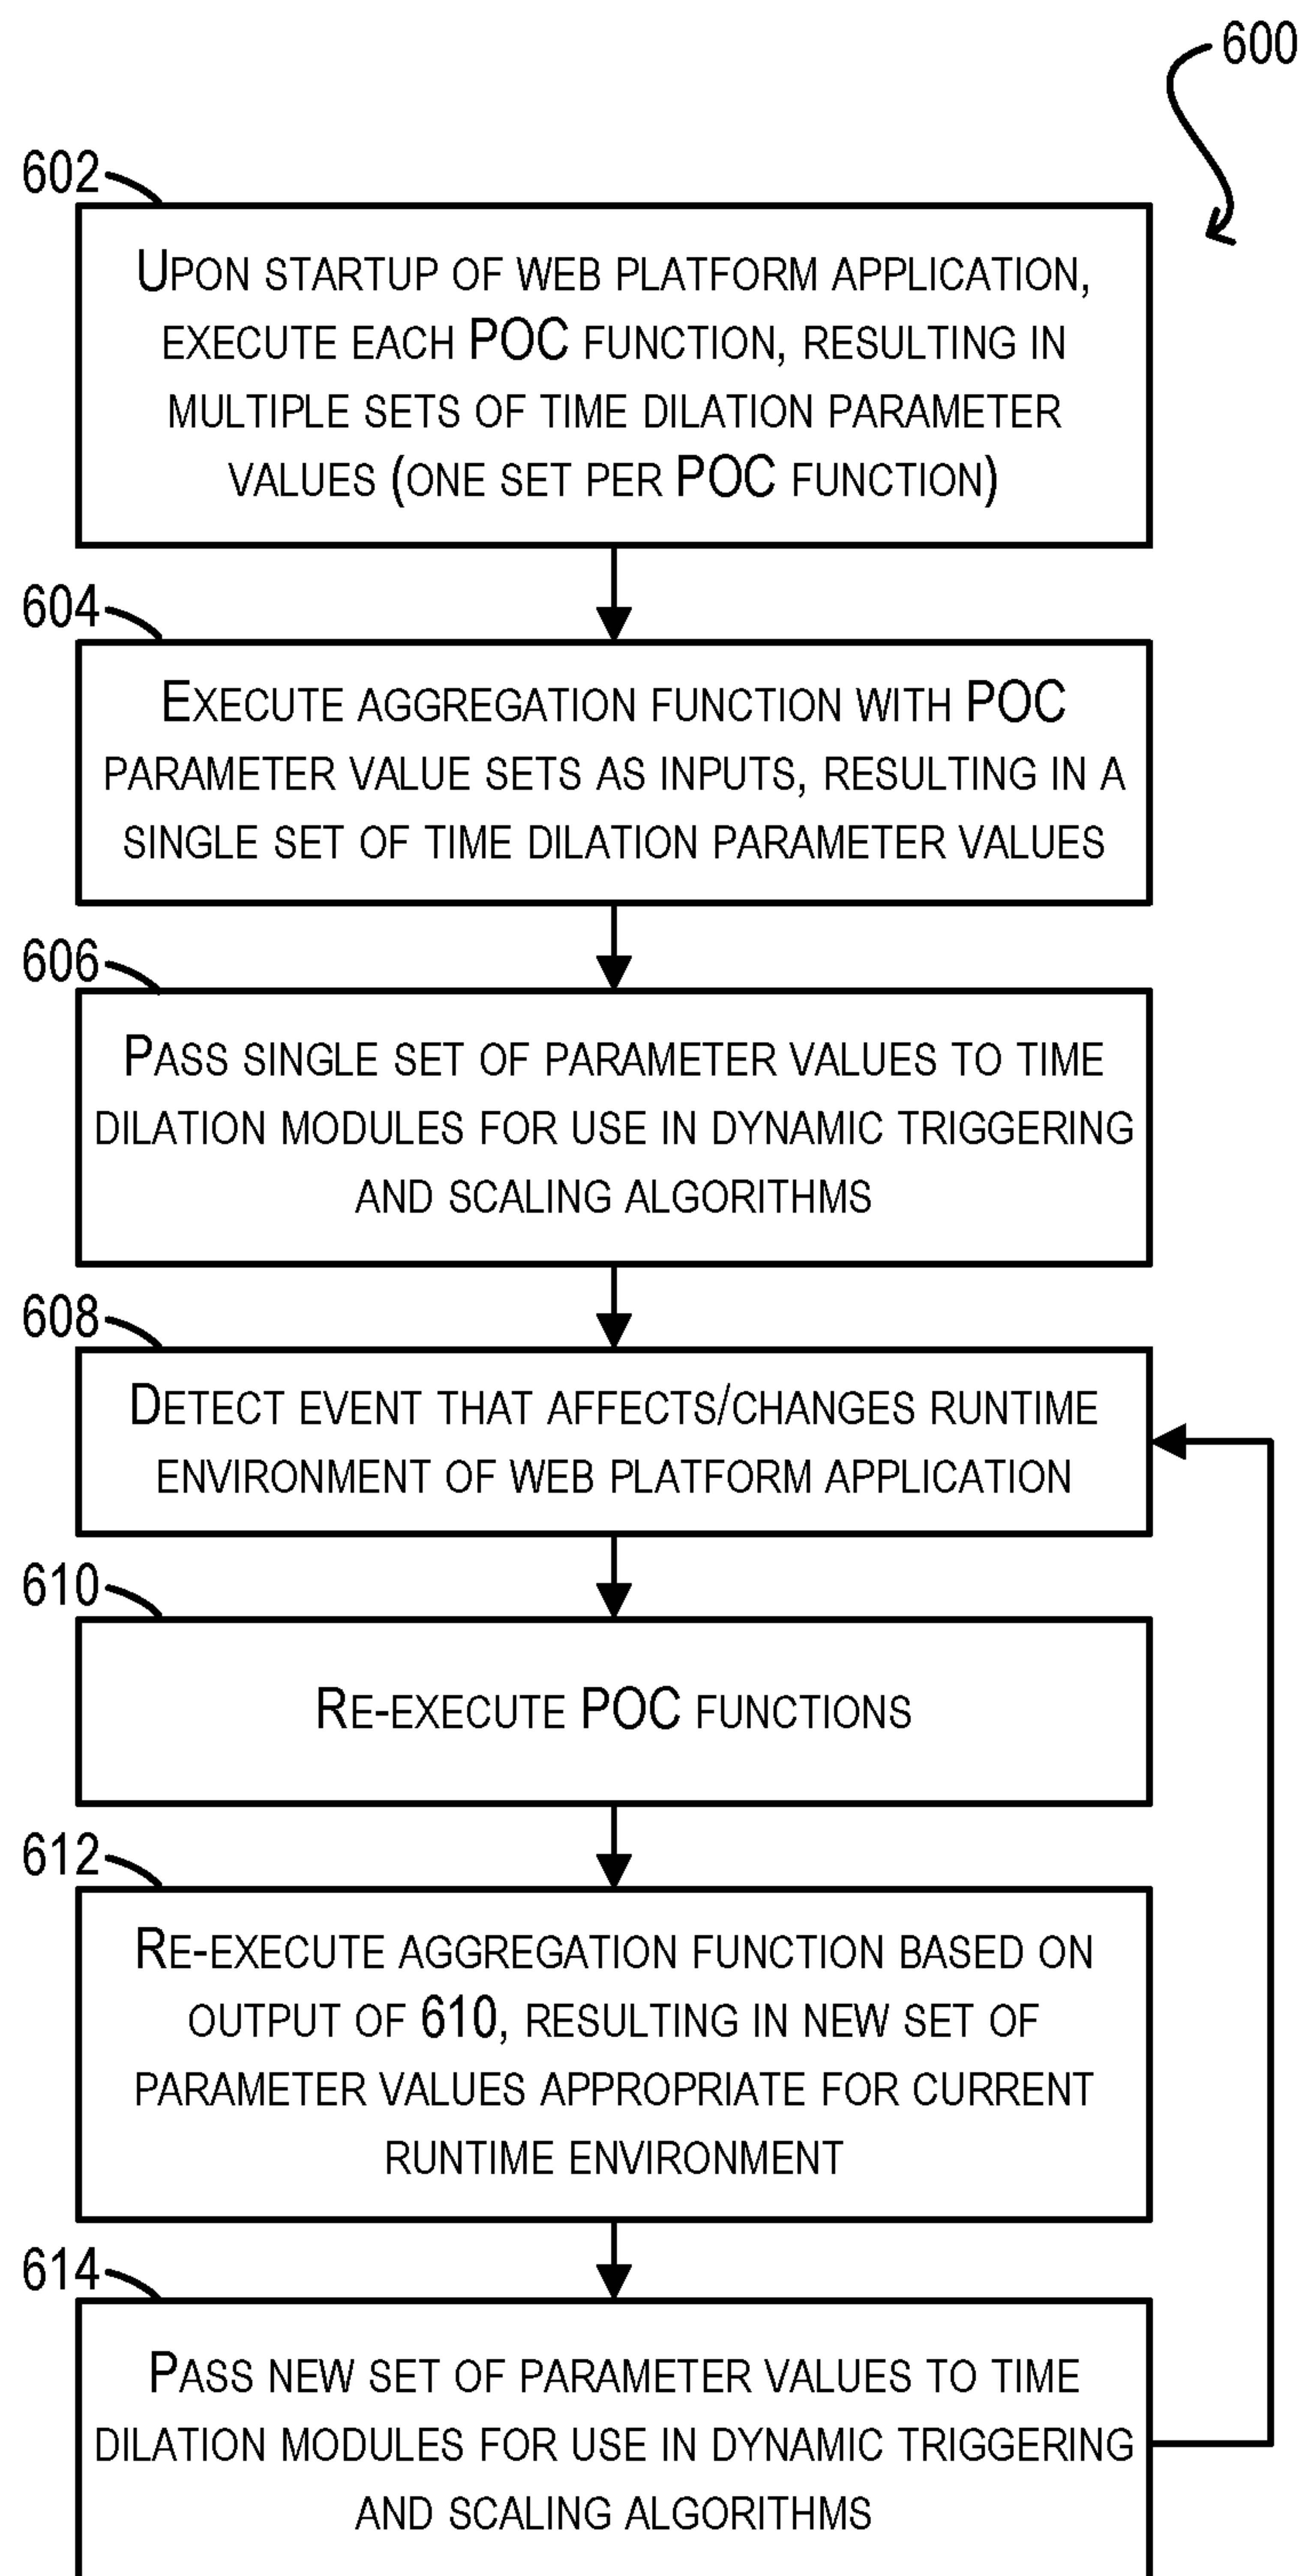 600
602
UPON STARTUP OF WEB PLATFORM APPLICATION,
EXECUTE EACH POC FUNCTION, RESULTING IN
MULTIPLE SETS OF TIME DILATION PARAMETER
VALUES (ONE SET PER POC FUNCTION)
604
EXECUTE AGGREGATION FUNCTION WITH POC
PARAMETER VALUE SETS AS INPUTS, RESULTING IN A
SINGLE SET OF TIME DILATION PARAMETER VALUES
606
PASS SINGLE SET OF PARAMETER VALUES TO TIME
DILATION MODULES FOR USE IN DYNAMIC TRIGGERING
AND SCALING ALGORITHMS
608
DETECT EVENT THAT AFFECTS/CHANGES RUNTIME
ENVIRONMENT OF WEB PLATFORM APPLICATION
610
RE-EXECUTE POC FUNCTIONS
612
RE-EXECUTE AGGREGATION FUNCTION BASED ON
OUTPUT OF 610, RESULTING IN NEW SET OF
PARAMETER VALUES APPROPRIATE FOR CURRENT
RUNTIME ENVIRONMENT
614
PASS NEW SET OF PARAMETER VALUES TO TIME
DILATION MODULES FOR USE IN DYNAMIC TRIGGERING
AND SCALING ALGORITHMS